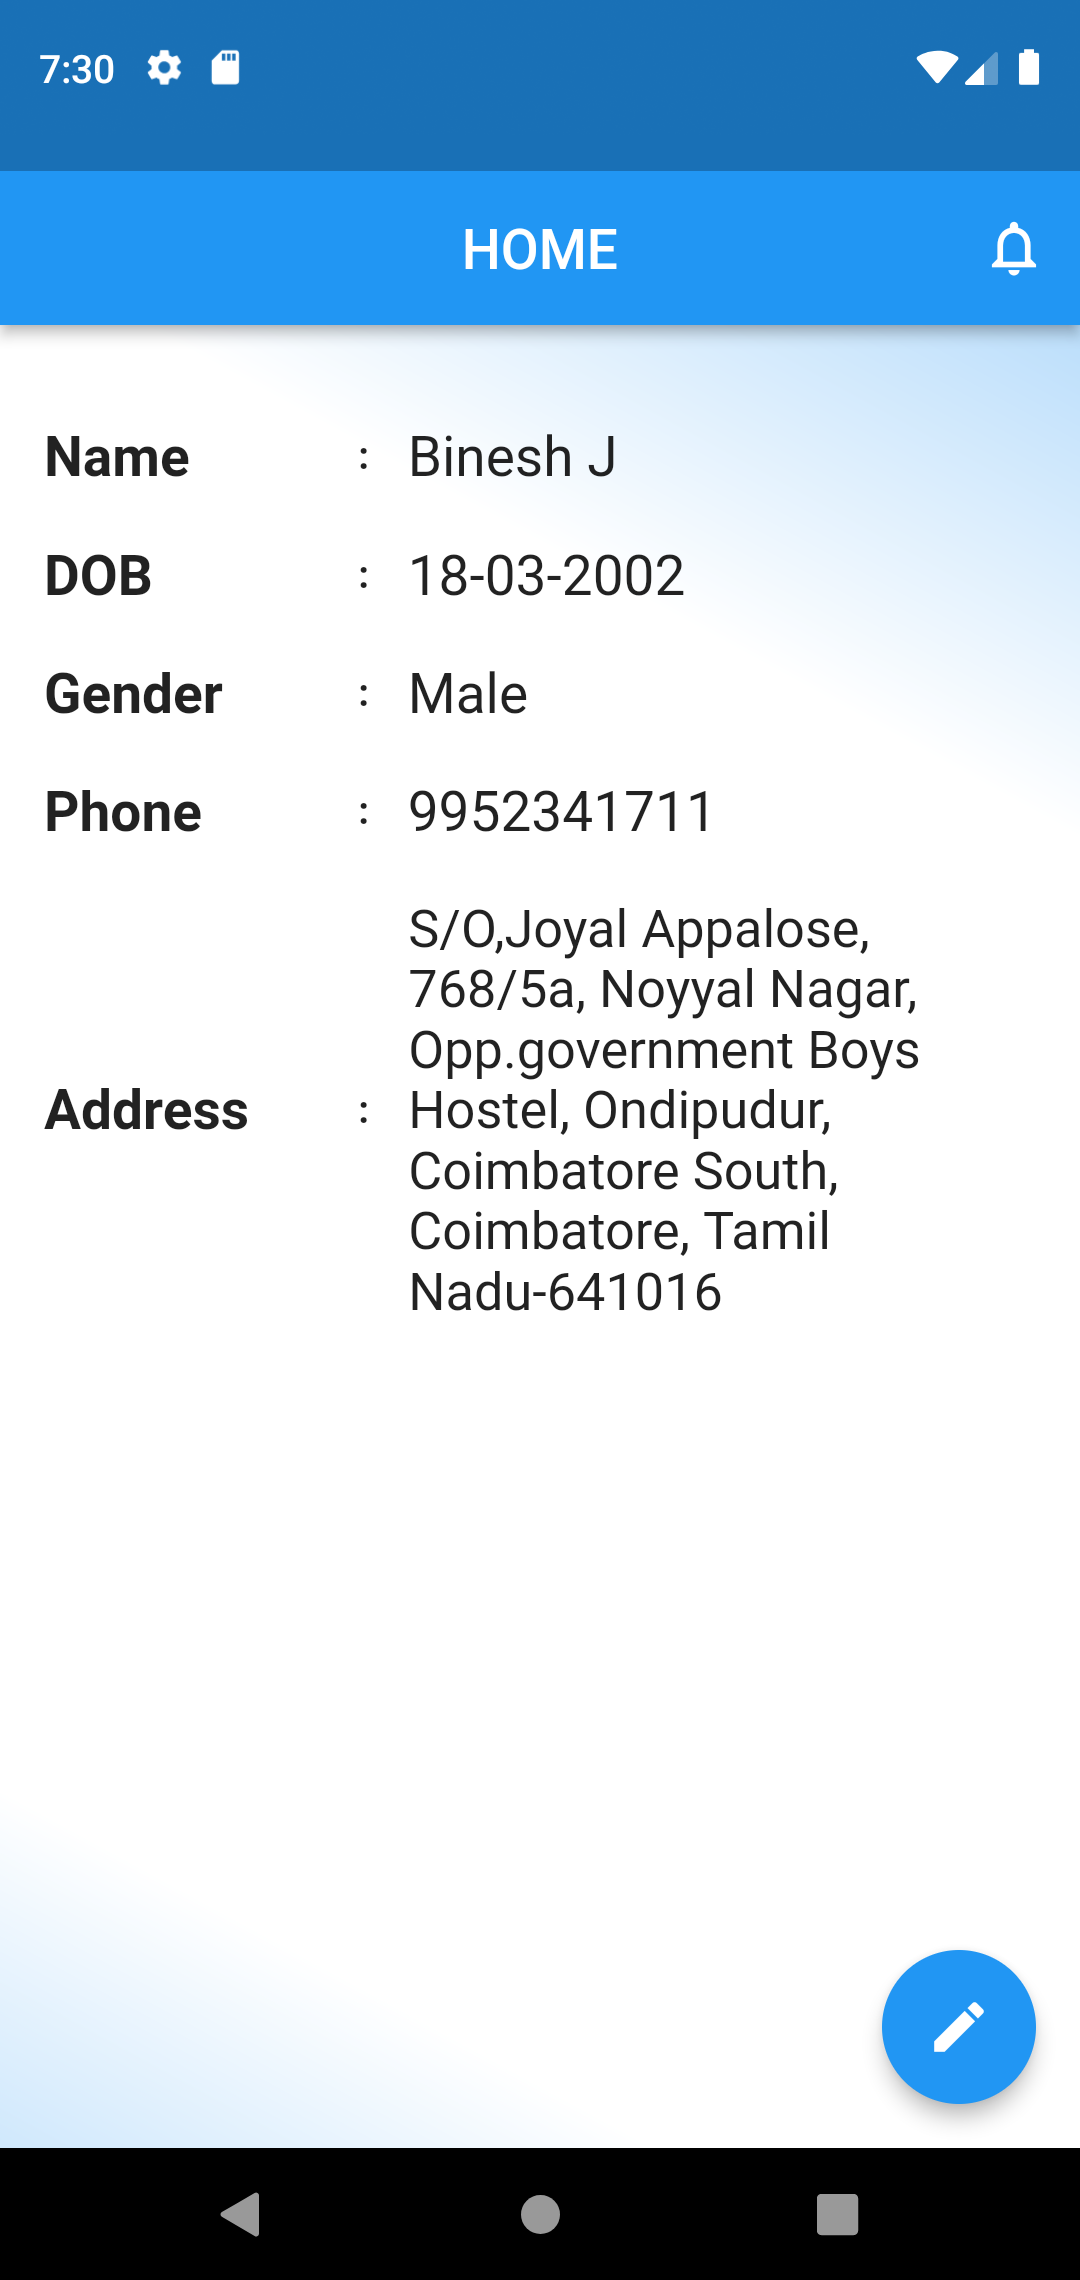 7:30
HOME
Name : Binesh J
DOB : 18-03-2002
Gender : Male
Phone : 9952341711
Address : S/O,Joyal Appalose,
768/5a, Noyyal Nagar,
Opp.government Boys
Hostel, Ondipudur,
Coimbatore South,
Coimbatore, Tamil
Nadu-641016